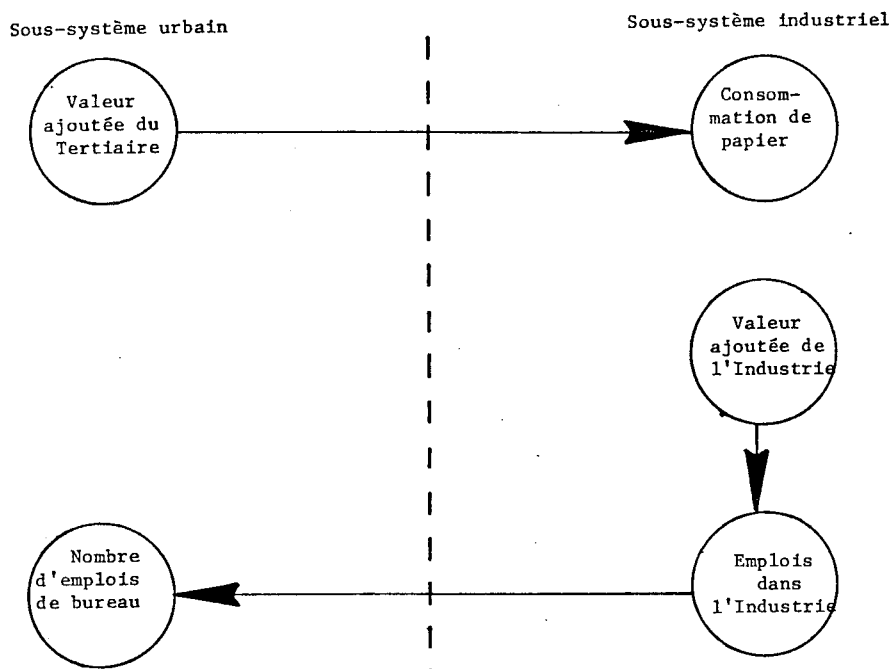 Sous-système urbain
Sous-système industriel
Valeur
ajoutée du
Tertiaire
Consom-
mation de
papier
Valeur
ajoutée de
l'Industrie
Nombre
d'emplois
de bureau
Emplois
dans
l'Industrie